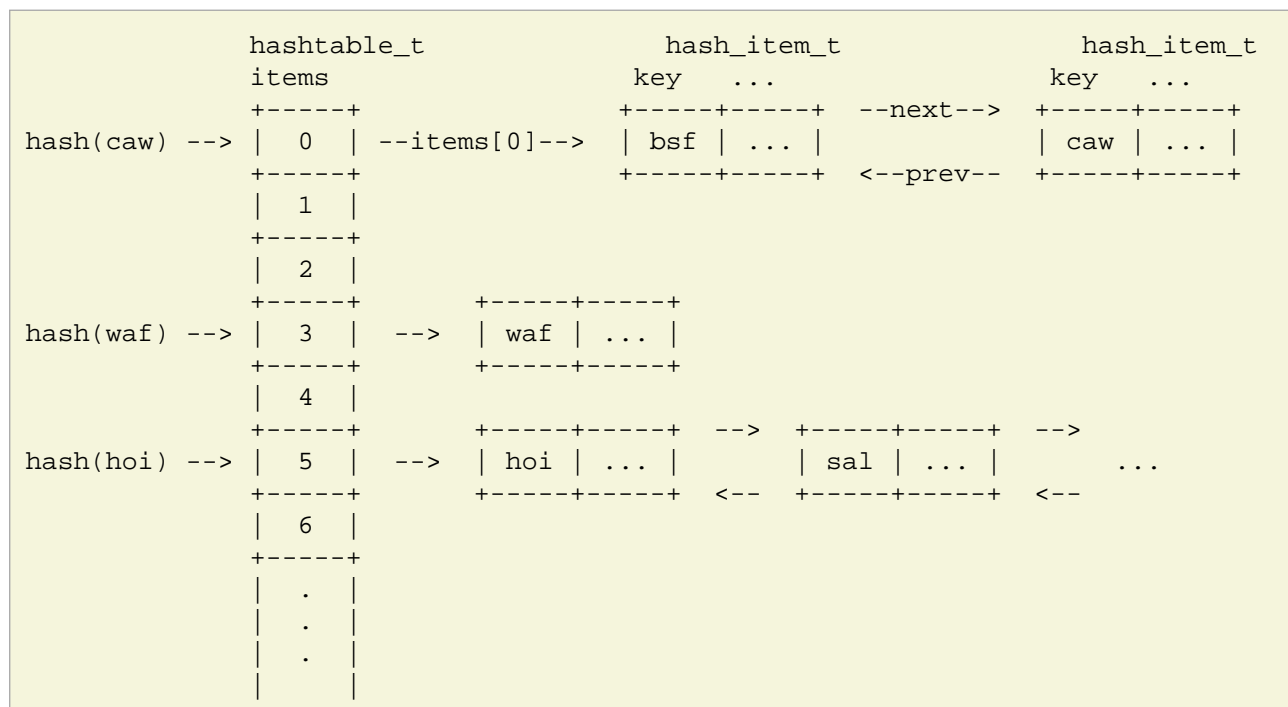 hashtable_t               hash_item_t               hash_item_t
          items                   key   ...                 key   ...
          +-----+                +-----+-----+  --next-->  +-----+-----+
hash(caw) --> |  0  | --items[0]-->  | bsf | ... |             | caw | ... |
          +-----+                +-----+-----+  <--prev--  +-----+-----+
          |  1  |
          +-----+
          |  2  |
          +-----+       +-----+-----+
hash(waf) --> |  3  |  -->  | waf | ... |
          +-----+       +-----+-----+
          |  4  |
          +-----+       +-----+-----+  -->  +-----+-----+  -->
hash(hoi) --> |  5  |  -->  | hoi | ... |       | sal | ... |       ...
          +-----+       +-----+-----+  <--  +-----+-----+  <--
          |  6  |
          +-----+
          |  .  |
          |  .  |
          |  .  |
          |     |